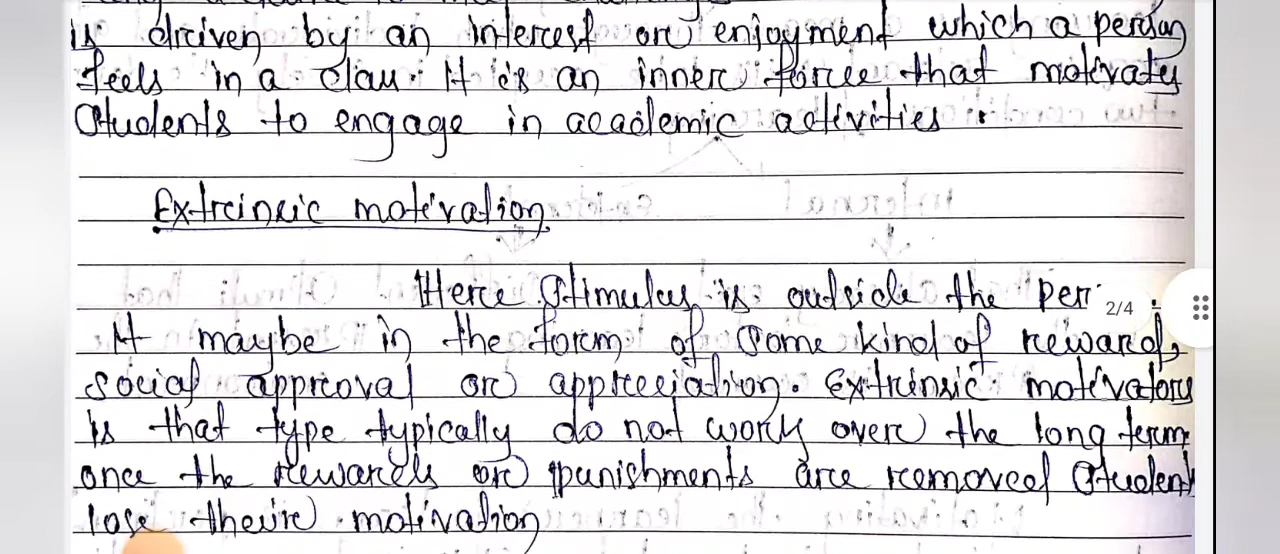 is driven by an interest or enjoyment which a person
feels in a class. It is an inner force that motivates
students to engage in academic activities.
Extrinsic motivation
Here stimulus is outside the per
2/4
It maybe in the form of some kind of reward,
social approval or appreciation. Extrinsic motivators
is that type typically do not work over the long term
once the rewards or punishments are removed student
lose their motivation